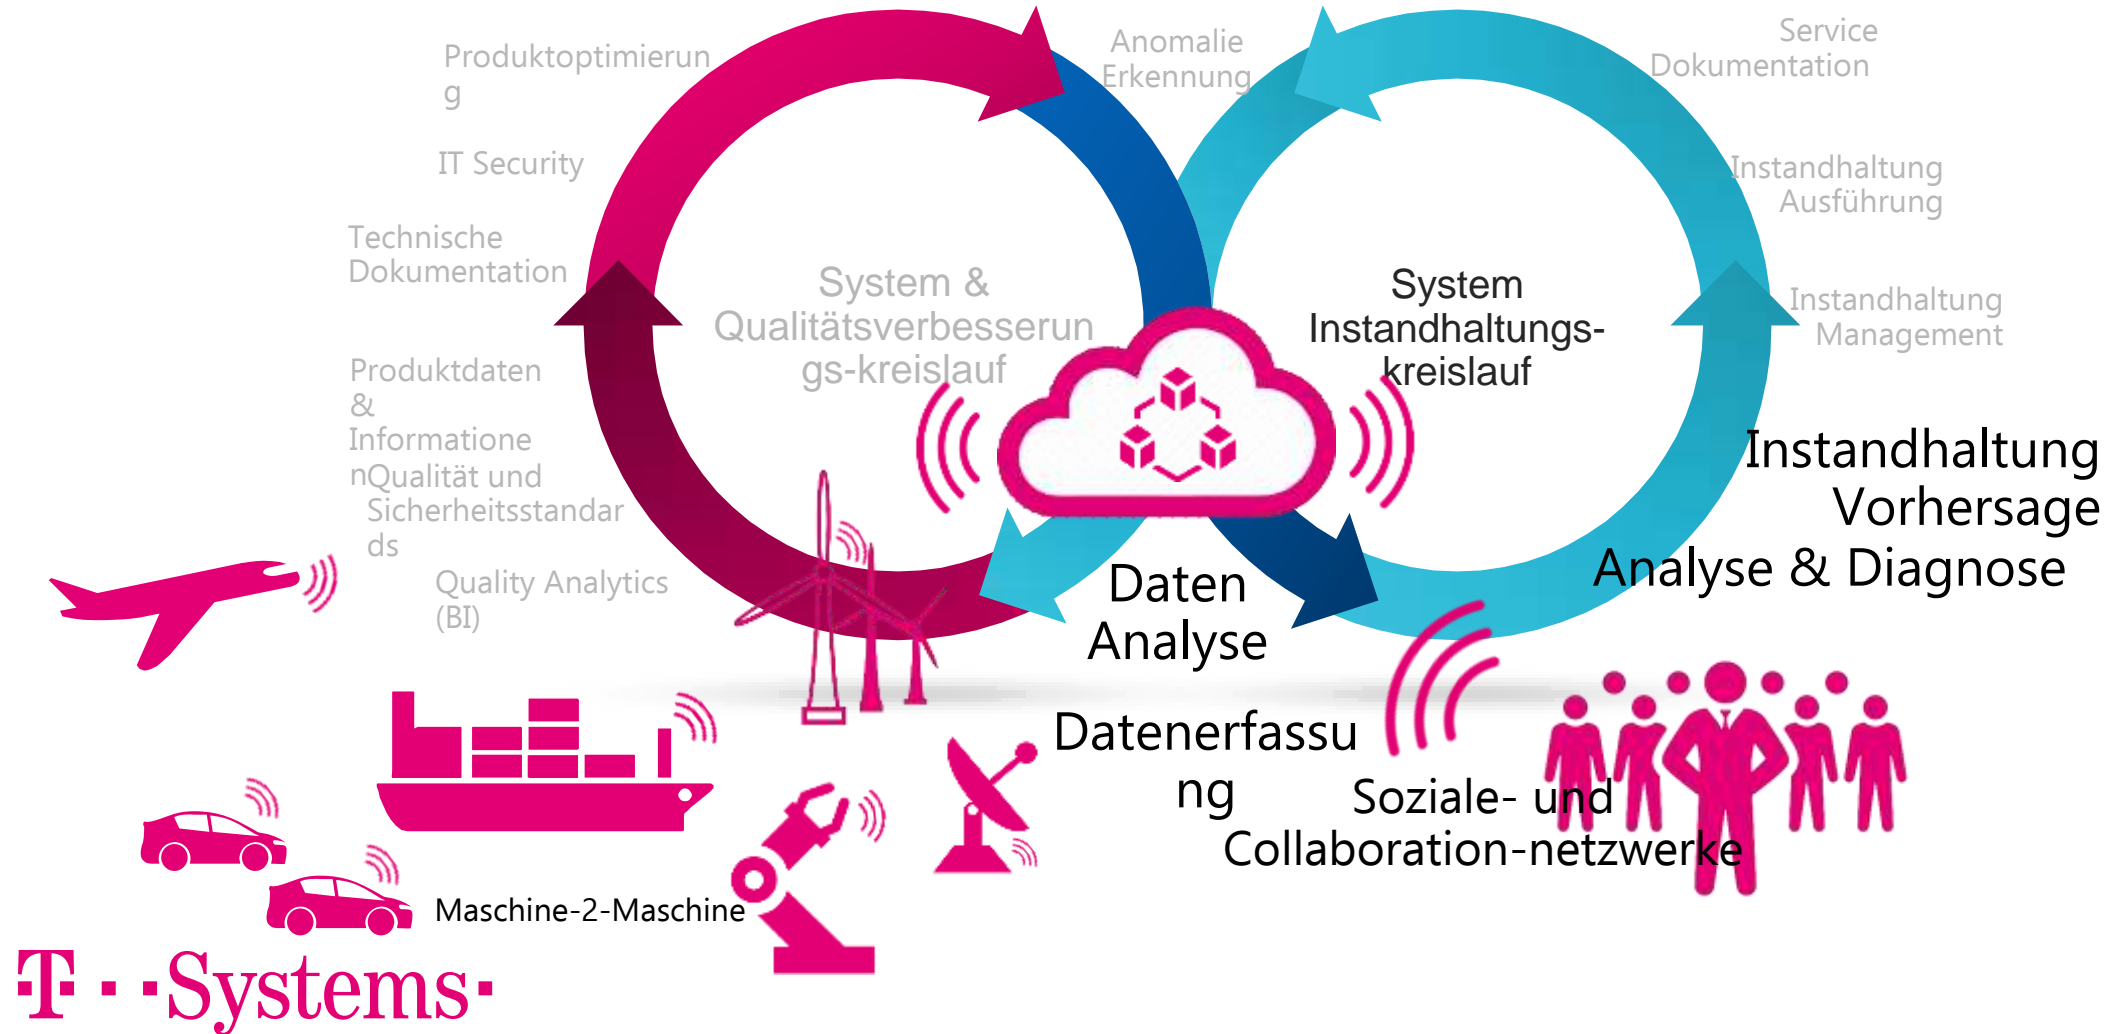 Produktoptimierun
g
IT Security
Technische
Dokumentation
Produktdaten
&
Informatione
n
Qualität und
Sicherheitsstandar
ds
Quality Analytics
(BI)
System &
Qualitätsverbesserun
gs-kreislauf
Anomalie
Erkennung
System
Instandhaltungs-
kreislauf
Service
Dokumentation
Instandhaltung
Ausführung
Instandhaltung
Management
Instandhaltung
Vorhersage
Analyse & Diagnose
Daten
Analyse
Datenerfassu
ng
Soziale- und
Collaboration-netzwerke
Maschine-2-Maschine
T··Systems·